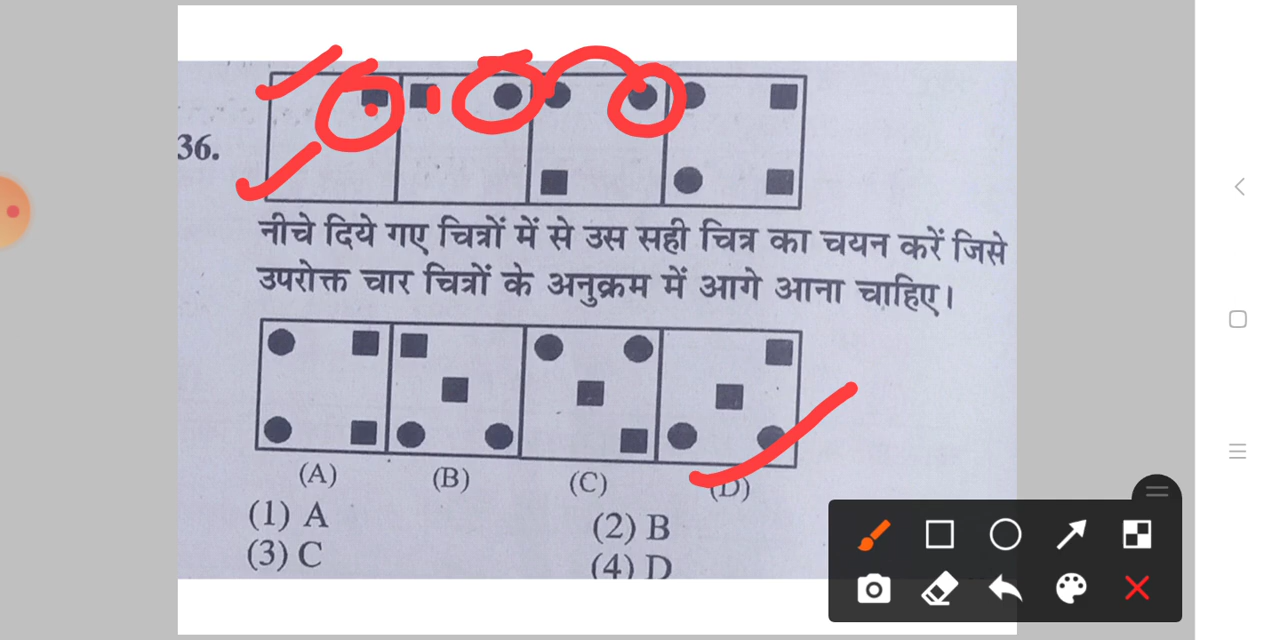 36.
नीचे दिये गए चित्रों में से उस सही चित्र का चयन करें जिसे
उपरोक्त चार चित्रों के अनुक्रम में आगे आना चाहिए।
(A) (B) (C) (D)
(1) A (2) B
(3) C (4) D